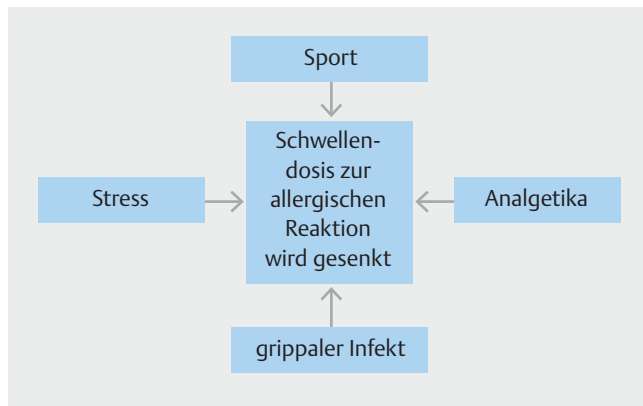 Sport
Schwellen-
dosis zur
allergischen
Reaktion
wird gesenkt
Stress
Analgetika
grippaler Infekt